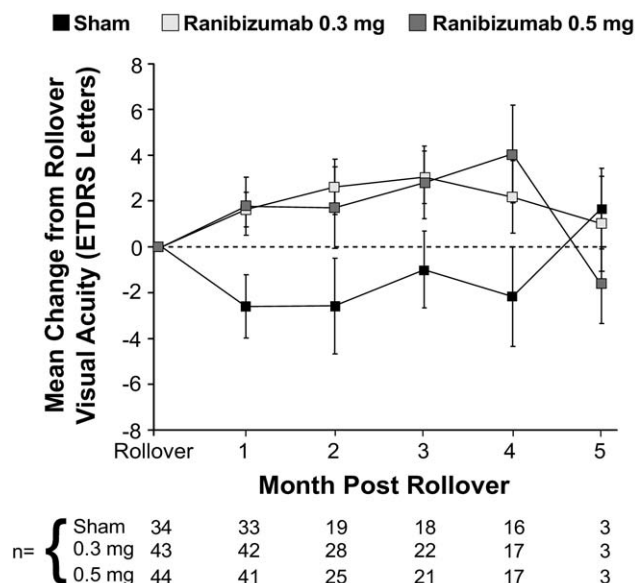 Sham Ranibizumab 0.3 mg Ranibizumab 0.5 mg
Mean Change from Rollover
Visual Acuity (ETDRS Letters)
8
6
4
2
0
-2
-4
-6
-8
Rollover 1 2 3 4 5
Month Post Rollover
n=
Sham 34 33 19 18 16 3
0.3 mg 43 42 28 22 17 3
0.5 mg 44 41 25 21 17 3